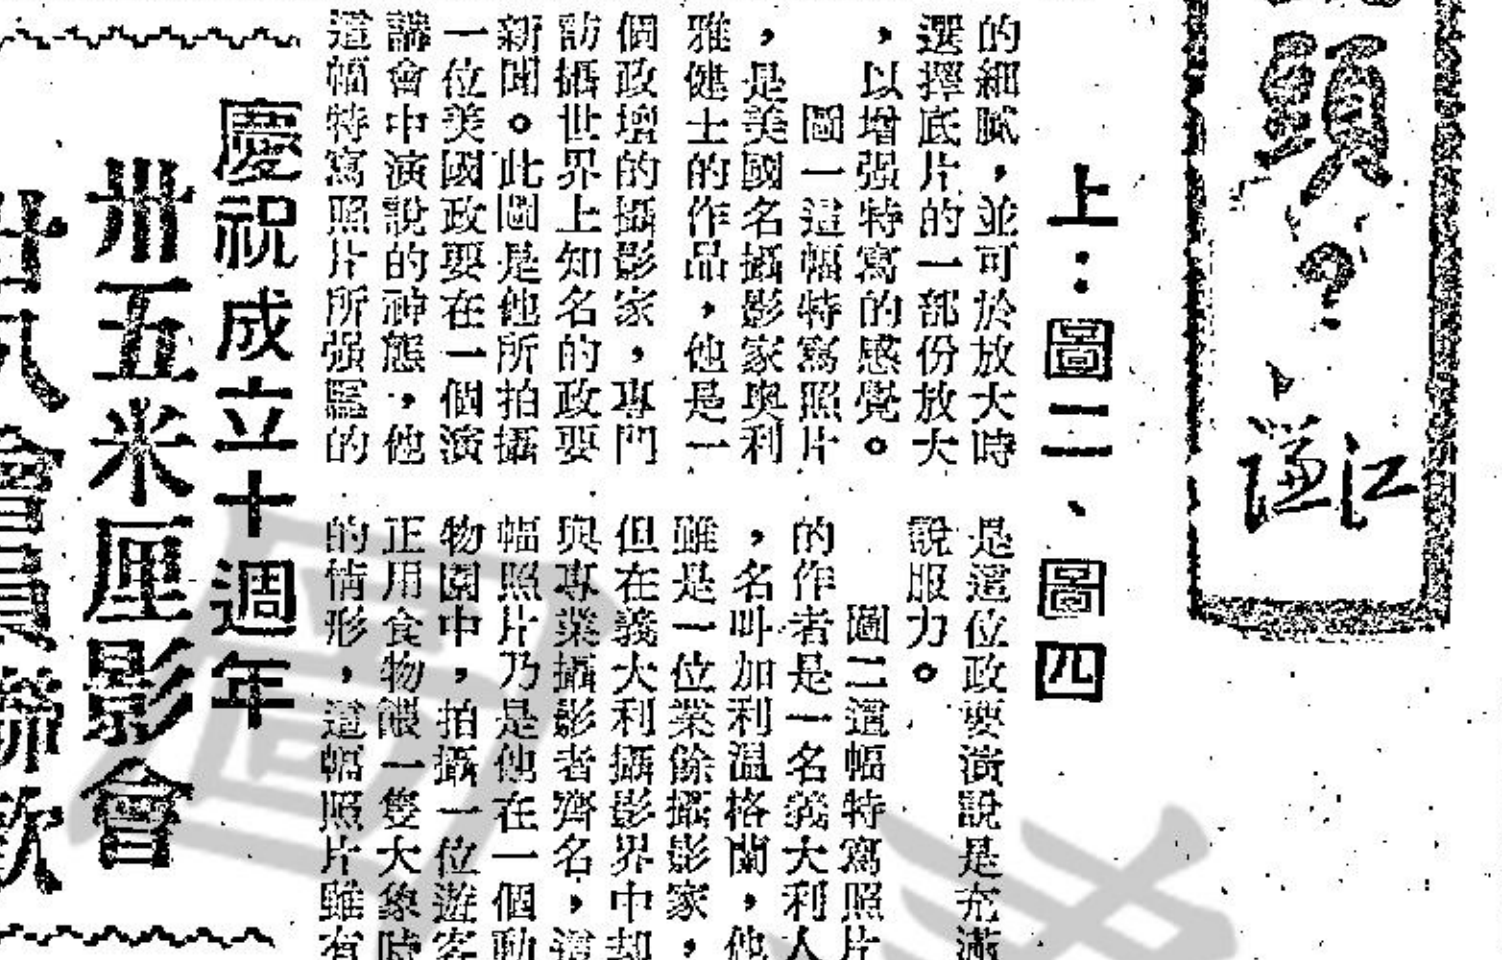 頭？
江謙
上：圖二、圖四
的細膩，並可於放大時
選擇底片的一部份放大
，以增强特寫的感覺。
圖一這幅特寫照片
，是美國名攝影家奥利
雅健士的作品，他是一
個政壇的攝影家，專門
訪攝世界上知名的政要
新聞。此圖是他所拍攝
一位美國政要在一個演
講會中演說的神態，他
這幅特寫照片所强調的
是這位政要演說是充滿
說服力。
圖二這幅特寫照片
的作者是一名義大利人
，名叫加利溫格蘭，他
雖是一位業餘攝影家，
但在義大利攝影界中却
與專業攝影者齊名，這
幅照片乃是他在一個動
物園中，拍攝一位遊客
正用食物餵一隻大象時
的情形，這幅照片雖有
慶祝成立十週年
卅五米厘影會
會員聯歡